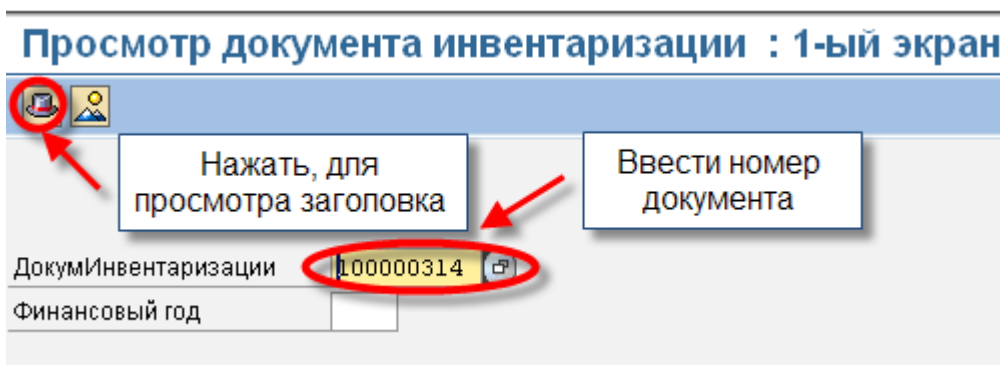 Просмотр документа инвентаризации : 1-ый экран
Нажать, для
просмотра заголовка
Ввести номер
документа
ДокумИнвентаризации 100000314
Финансовый год